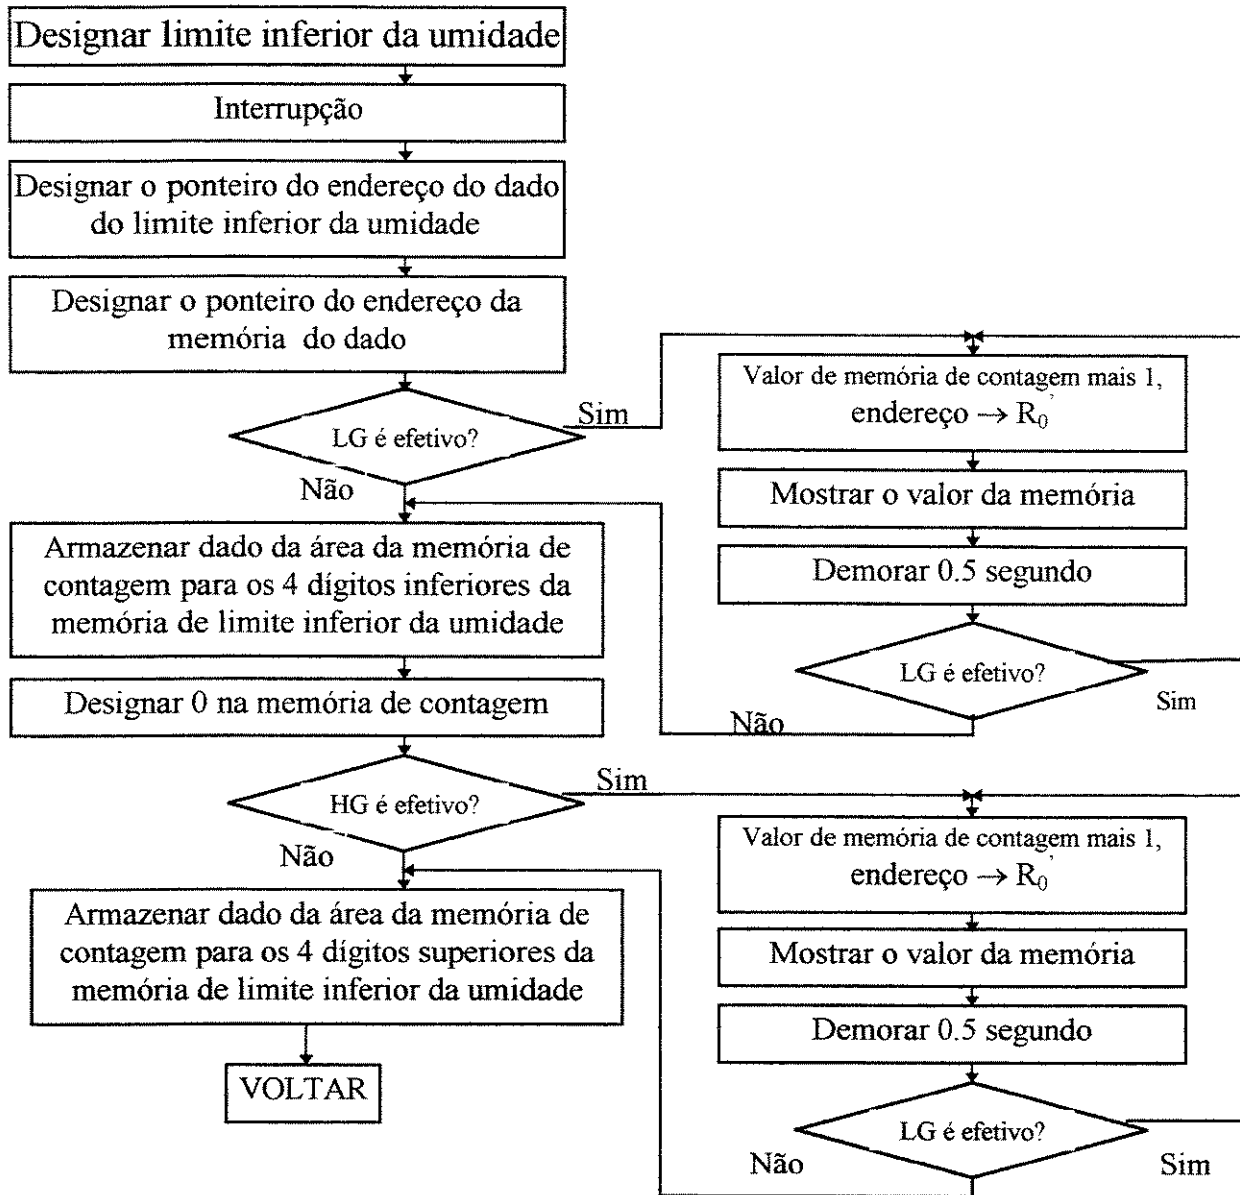 Designar limite inferior da umidade
Interrupção
Designar o ponteiro do endereço do dado
do limite inferior da umidade
Designar o ponteiro do endereço da
memória do dado
LG é efetivo?
Sim
Não
Valor de memória de contagem mais 1,
endereço → R₀'
Mostrar o valor da memória
Demorar 0.5 segundo
LG é efetivo?
Sim
Não
Armazenar dado da área da memória de
contagem para os 4 dígitos inferiores da
memória de limite inferior da umidade
Designar 0 na memória de contagem
HG é efetivo?
Sim
Não
Valor de memória de contagem mais 1,
endereço → R₀'
Mostrar o valor da memória
Demorar 0.5 segundo
LG é efetivo?
Não
Sim
Armazenar dado da área da memória de
contagem para os 4 dígitos superiores da
memória de limite inferior da umidade
VOLTAR